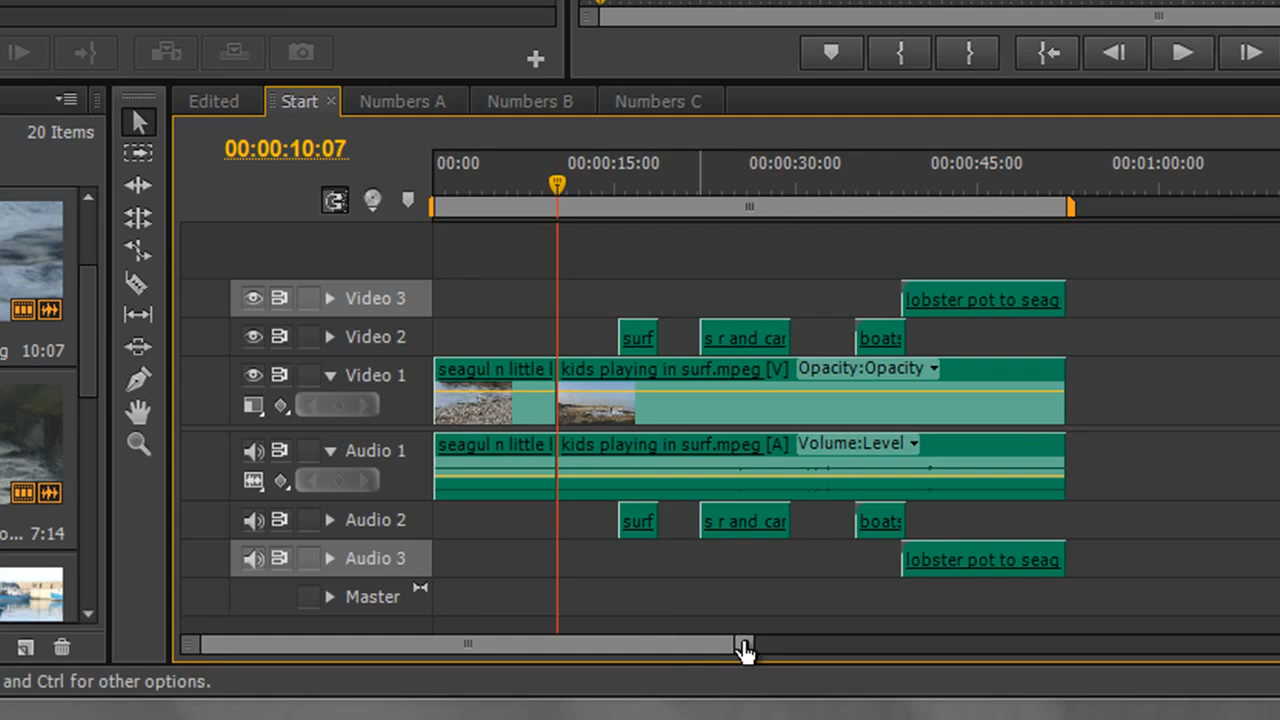 20 Items
Edited
Start
Numbers A
Numbers B
Numbers C
00:00:10:07
00:00
00:00:15:00
00:00:30:00
00:00:45:00
00:01:00:00
g 10:07
Video 3
lobster pot to seag
Video 2
surf
s r and car
boats
Video 1
seagul n little l
kids playing in surf.mpeg [V]
Opacity:Opacity
Audio 1
seagul n little l
kids playing in surf.mpeg [A]
Volume:Level
Audio 2
surf
s r and car
boats
o... 7:14
Audio 3
lobster pot to seag
Master
and Ctrl for other options.